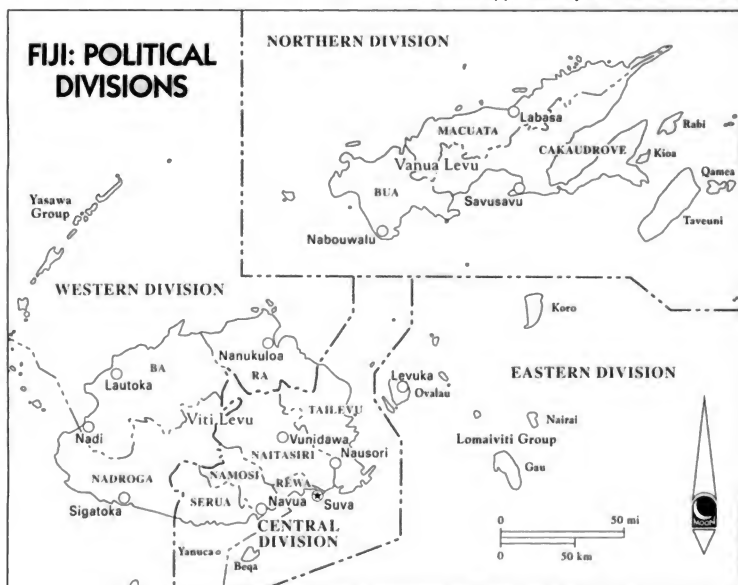 FIJI: POLITICAL
DIVISIONS
NORTHERN DIVISION
Labasa
MACUATA
Rabi
CAKAUDROVE
Kioa
Vanua Levu
Qamea
BUA
Savusavu
Taveuni
Nabouwalu
Yasawa
Group
WESTERN DIVISION
Koro
Nanukuloa
BA
RA
Lautoka
Levuka
Ovalau
EASTERN DIVISION
TAILEVU
Viti Levu
Nadi
Vunidawa
Nairai
Lomaiviti Group
NAITASIRI
Nausori
Gau
NADROGA
NAMOSI
RÉWA
SERUA
Suva
Sigatoka
Navua
CENTRAL
DIVISION
Yanuca
Beqa
0 50 mi
0 50 km
MOON